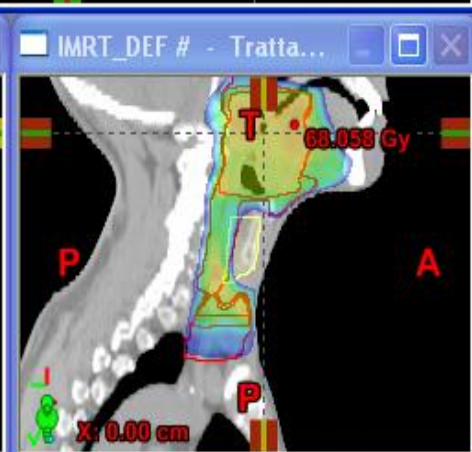 IMRT_DEF # - Tratta...
T
68.058 Gy
P
A
P
X: 0.00 cm